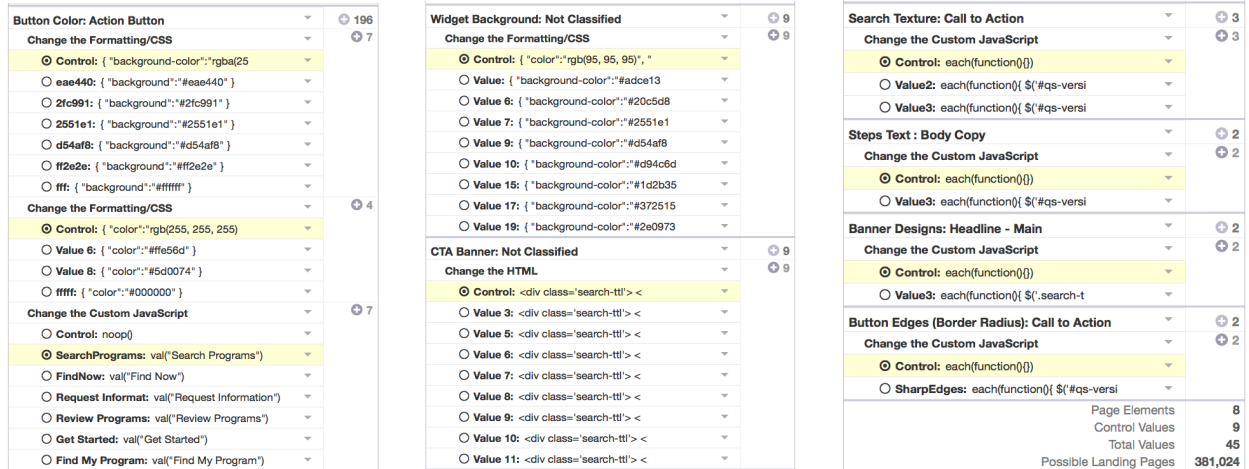 Button Color: Action Button 196
Change the Formatting/CSS 7
Control: { "background-color":"rgba(25
eae440: { "background":"#eae440" }
2fc991: { "background":"#2fc991" }
2551e1: { "background":"#2551e1" }
d54af8: { "background":"#d54af8" }
ff2e2e: { "background":"#ff2e2e" }
fff: { "background":"#ffffff" }
Change the Formatting/CSS 4
Control: { "color":"rgb(255, 255, 255)
Value 6: { "color":"#ffe56d" }
Value 8: { "color":"#5d0074" }
fffff: { "color":"#000000" }
Change the Custom JavaScript 7
Control: noop()
SearchPrograms: val("Search Programs")
FindNow: val("Find Now")
Request Informat: val("Request Information")
Review Programs: val("Review Programs")
Get Started: val("Get Started")
Find My Program: val("Find My Program")
Widget Background: Not Classified 9
Change the Formatting/CSS 9
Control: { "color":"rgb(95, 95, 95)", "
Value: { "background-color":"#adce13
Value 6: { "background-color":"#20c5d8
Value 7: { "background-color":"#2551e1
Value 9: { "background-color":"#d54af8
Value 10: { "background-color":"#d94c6d
Value 15: { "background-color":"#1d2b35
Value 17: { "background-color":"#372515
Value 19: { "background-color":"#2e0973
CTA Banner: Not Classified 9
Change the HTML 9
Control: <div class='search-ttl'> <
Value 3: <div class='search-ttl'> <
Value 5: <div class='search-ttl'> <
Value 6: <div class='search-ttl'> <
Value 7: <div class='search-ttl'> <
Value 8: <div class='search-ttl'> <
Value 9: <div class='search-ttl'> <
Value 10: <div class='search-ttl'> <
Value 11: <div class='search-ttl'> <
Search Texture: Call to Action 3
Change the Custom JavaScript 3
Control: each(function(){})
Value2: each(function(){ $('#qs-versi
Value3: each(function(){ $('#qs-versi
Steps Text : Body Copy 2
Change the Custom JavaScript 2
Control: each(function(){})
Value3: each(function(){ $('#qs-versi
Banner Designs: Headline - Main 2
Change the Custom JavaScript 2
Control: each(function(){})
Value3: each(function(){ $('.search-t
Button Edges (Border Radius): Call to Action 2
Change the Custom JavaScript 2
Control: each(function(){})
SharpEdges: each(function(){ $('#qs-versi
Page Elements 8
Control Values 9
Total Values 45
Possible Landing Pages 381,024